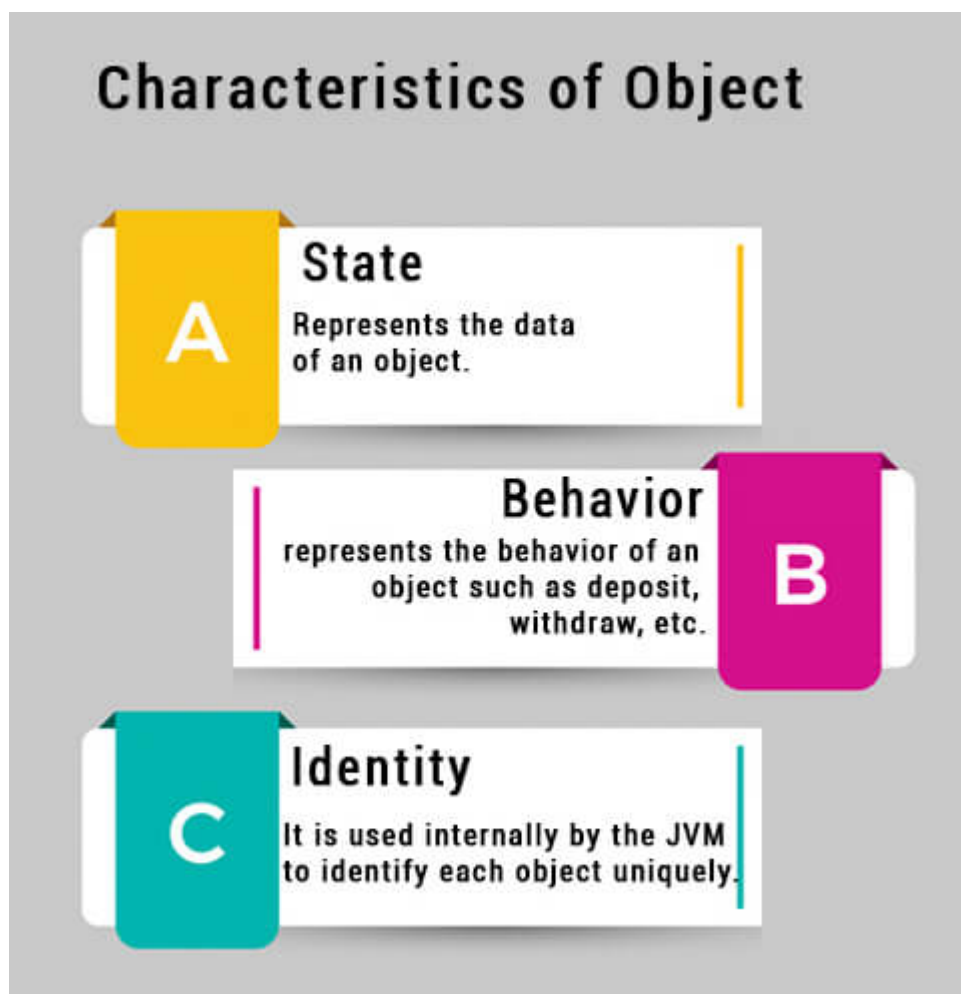 Characteristics of Object
A
State
Represents the data
of an object.
Behavior
represents the behavior of an
object such as deposit,
withdraw, etc.
B
C
Identity
It is used internally by the JVM
to identify each object uniquely.